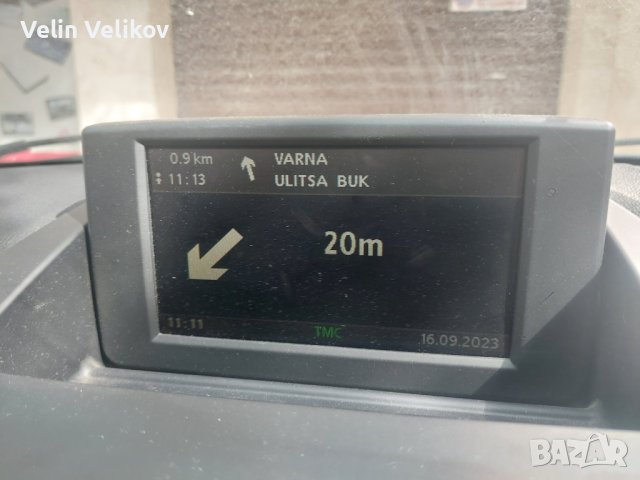 Velin Velikov
0.9 km VARNA
11:13 ULITSA BUK
20m
11:11 TMC 16.09.2023
BAZAR